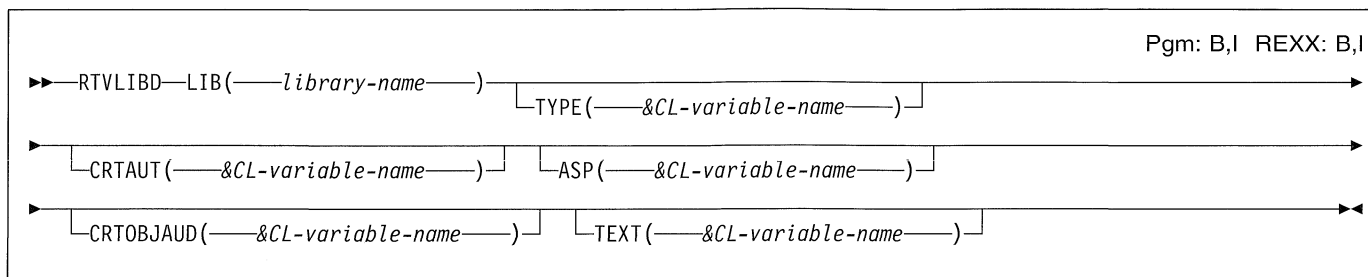 Pgm: B,I REXX: B,I
RTVLIBD LIB( library-name )
TYPE( &CL-variable-name )
CRTAUT( &CL-variable-name ) ASP( &CL-variable-name )
CRTOBJAUD( &CL-variable-name ) TEXT( &CL-variable-name )